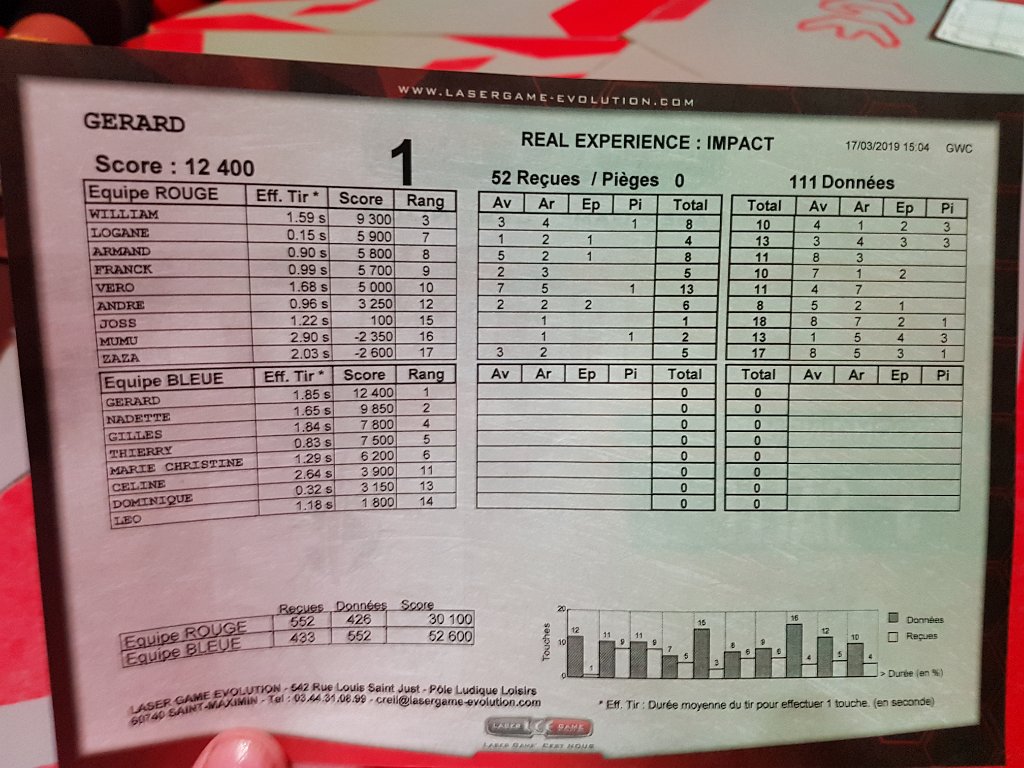 WWW.LASERGAME-EVOLUTION.COM
GERARD
1
REAL EXPERIENCE : IMPACT
17/03/2019 15:04 GWC
Score : 12 400
52 Reçues / Pièges 0
111 Données
Equipe ROUGE Eff. Tir * Score Rang Av Ar Ep Pi Total Total Av Ar Ep Pi
WILLIAM 1.59 s 9 300 3 3 4 1 8 10 4 1 2 3
LOGANE 0.15 s 5 900 7 1 2 1 4 13 3 4 3 3
ARMAND 0.90 s 5 800 8 5 2 1 8 11 8 3
FRANCK 0.99 s 5 700 9 2 3 5 10 7 1 2
VERO 1.68 s 5 000 10 7 5 1 13 11 4 7
ANDRE 0.96 s 3 250 12 2 2 2 6 8 5 2 1
JOSS 1.22 s 100 15 1 1 18 8 7 2 1
MUMU 2.90 s -2 350 16 1 1 2 13 1 5 4 3
ZAZA 2.03 s -2 600 17 3 2 5 17 8 5 3 1
Equipe BLEUE Eff. Tir * Score Rang Av Ar Ep Pi Total Total Av Ar Ep Pi
GERARD 1.85 s 12 400 1 0 0
NADETTE 1.65 s 9 850 2 0 0
GILLES 1.84 s 7 800 4 0 0
THIERRY 0.83 s 7 500 5 0 0
MARIE CHRISTINE 1.29 s 6 200 6 0 0
CELINE 2.64 s 3 900 11 0 0
DOMINIQUE 0.32 s 3 150 13 0 0
LEO 1.18 s 1 800 14 0 0
Reçues Données Score
Equipe ROUGE 552 426 30 100
Equipe BLEUE 433 552 52 600
Touches
20
10
0
12 1 11 9 11 9 7 5 15 3 8 6 9 6 16 4 12 5 10 4
Données
Reçues
> Durée (en %)
LASER GAME EVOLUTION - 642 Rue Louis Saint Just - Pôle Ludique Loisirs
60740 SAINT-MAXIMIN - Tel : 03.44.31.08.99 - creil@lasergame-evolution.com
* Eff. Tir : Durée moyenne du tir pour effectuer 1 touche. (en seconde)
LASER LGE GAME
LASER GAME C'EST NOUS